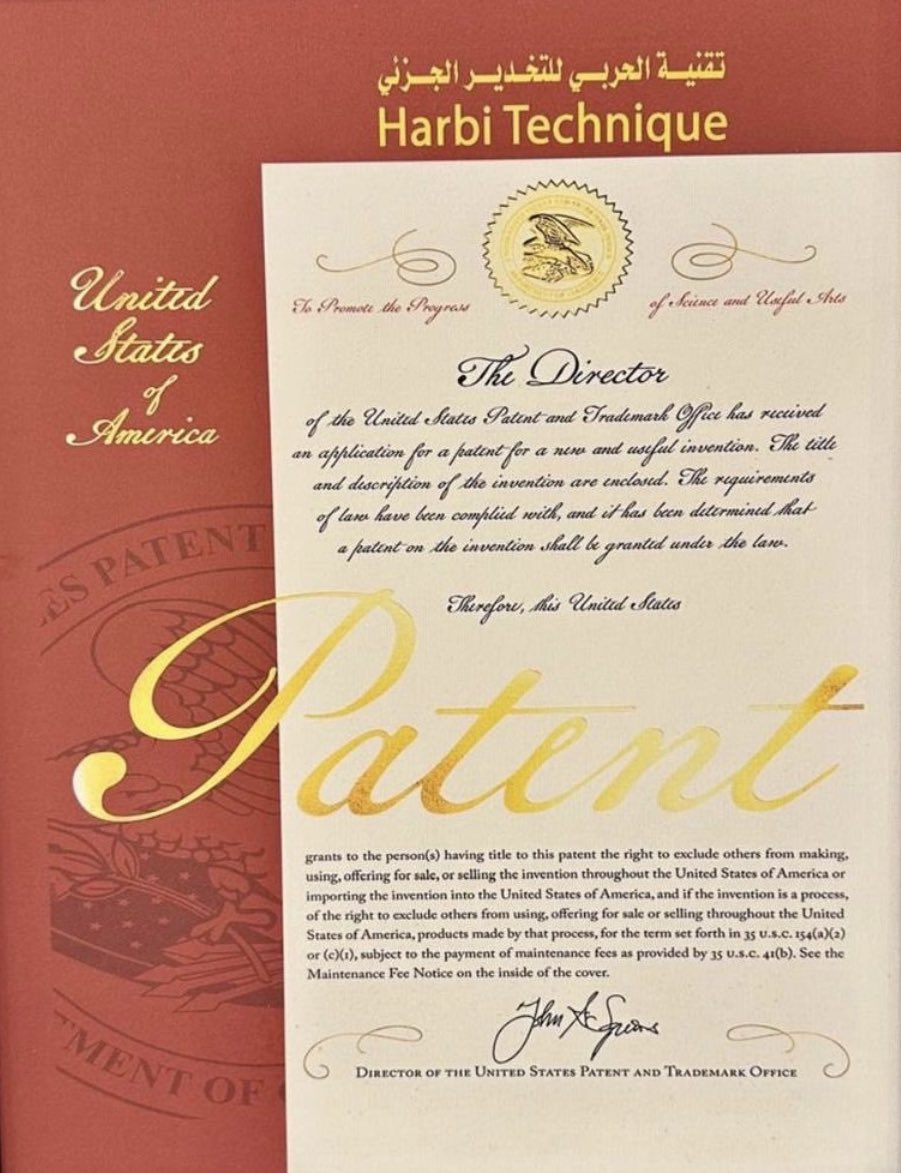 تقنية الحربي للتخدير الجزئي
Harbi Technique
United
States
of
America
To Promote the Progress
of Science and Useful Arts
The Director
of the United States Patent and Trademark Office has received
an application for a patent for a new and useful invention. The title
and description of the invention are enclosed. The requirements
of law have been complied with, and it has been determined that
a patent on the invention shall be granted under the law.
Therefore, this United States
ES PATENT
Patent
grants to the person(s) having title to this patent the right to exclude others from making,
using, offering for sale, or selling the invention throughout the United States of America or
importing the invention into the United States of America, and if the invention is a process,
of the right to exclude others from using, offering for sale or selling throughout the United
States of America, products made by that process, for the term set forth in 35 U.S.C. 154(a)(2)
or (c)(1), subject to the payment of maintenance fees as provided by 35 U.S.C. 41(b). See the
Maintenance Fee Notice on the inside of the cover.
DIRECTOR OF THE UNITED STATES PATENT AND TRADEMARK OFFICE
MENT OF